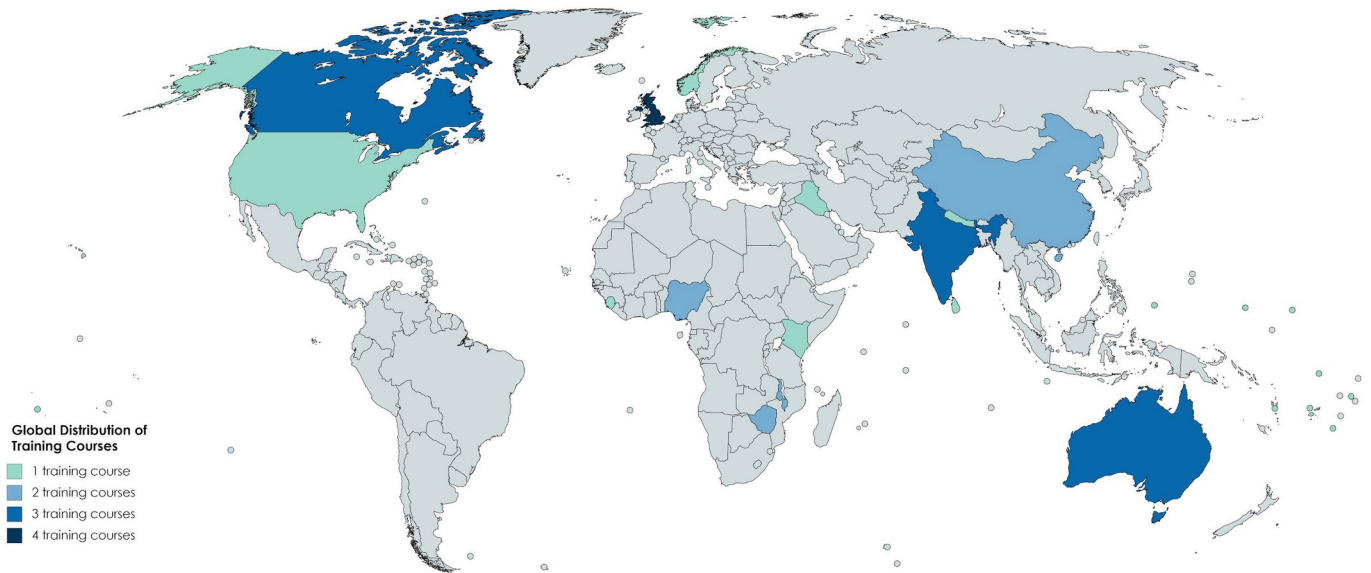 Global Distribution of
Training Courses
1 training course
2 training courses
3 training courses
4 training courses